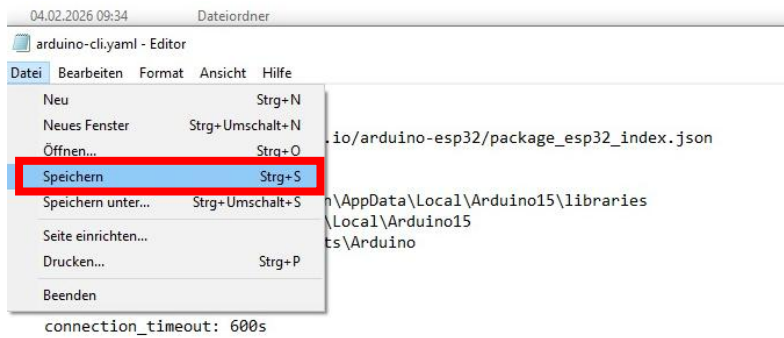 04.02.2026 09:34 Dateiordner
arduino-cli.yaml - Editor
Datei Bearbeiten Format Ansicht Hilfe
Neu Strg+N
Neues Fenster Strg+Umschalt+N
.io/arduino-esp32/package_esp32_index.json
Öffnen... Strg+O
Speichern Strg+S
Speichern unter... Strg+Umschalt+S
\AppData\Local\Arduino15\libraries
\Local\Arduino15
Seite einrichten...
ts\Arduino
Drucken... Strg+P
Beenden
connection_timeout: 600s